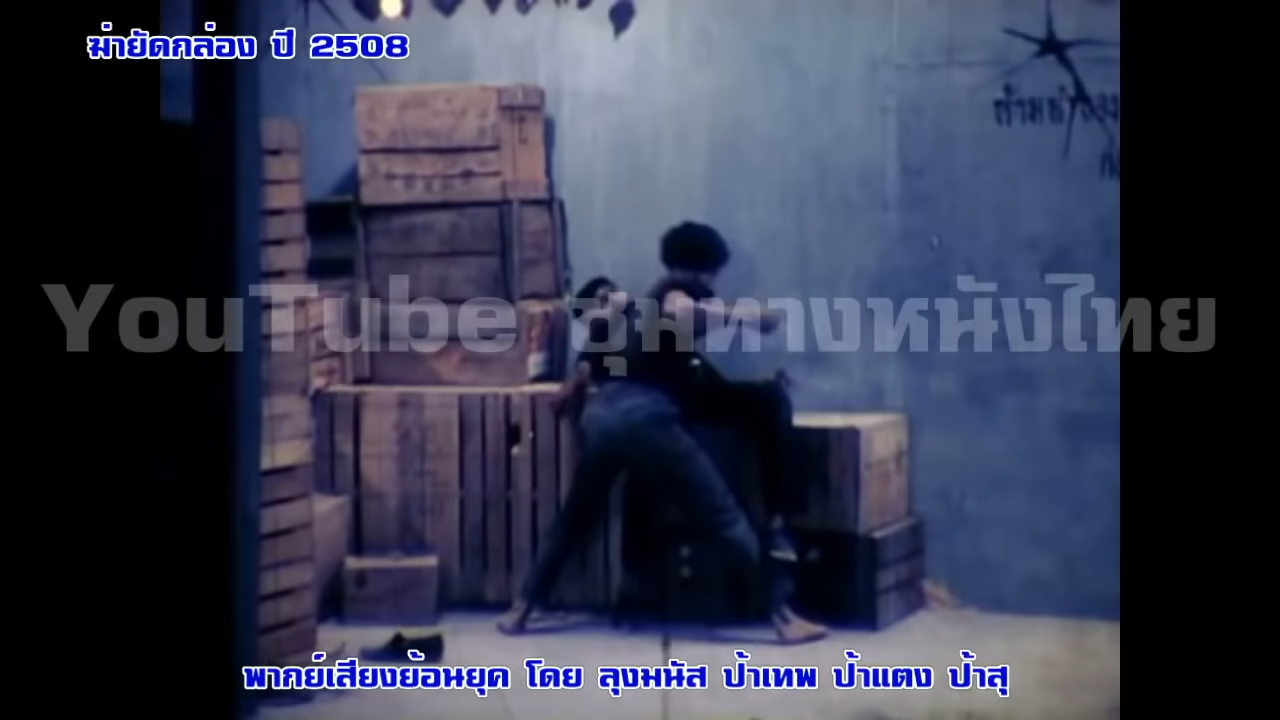 ฆ่ายัดกล่อง ปี 2508
YouTube ชุมทางหนังไทย
พากย์เสียงย้อนยุค โดย ลุงมนัส ป้าเทพ ป้าแตง ป้าสุ